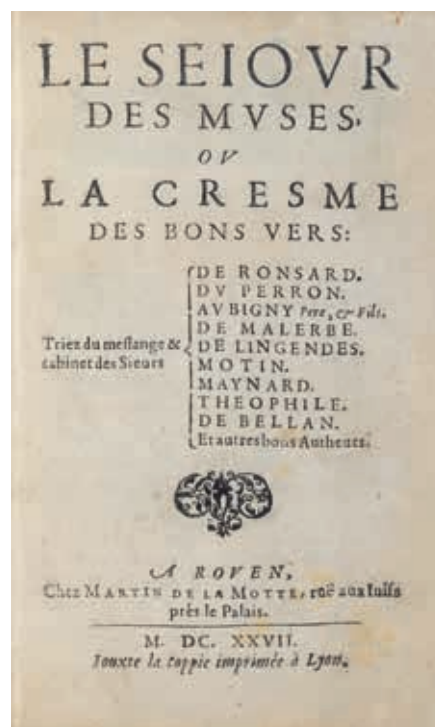 LE SEIOVR
DES MVSES,
OV
LA CRESME
DES BONS VERS:
Triez du meslange &
cabinet des Sieurs
DE RONSARD.
DV PERRON.
AVBIGNY Pere, & Fils.
DE MALERBE.
DE LINGENDES.
MOTIN.
MAYNARD.
THEOPHILE.
DE BELLAN.
Et autres bons Autheurs.
A ROVEN,
Chez MARTIN DE LA MOTTE, ruë aux Iuifs
prés le Palais.
M. DC. XXVII.
Iouxte la coppie imprimée à Lyon.